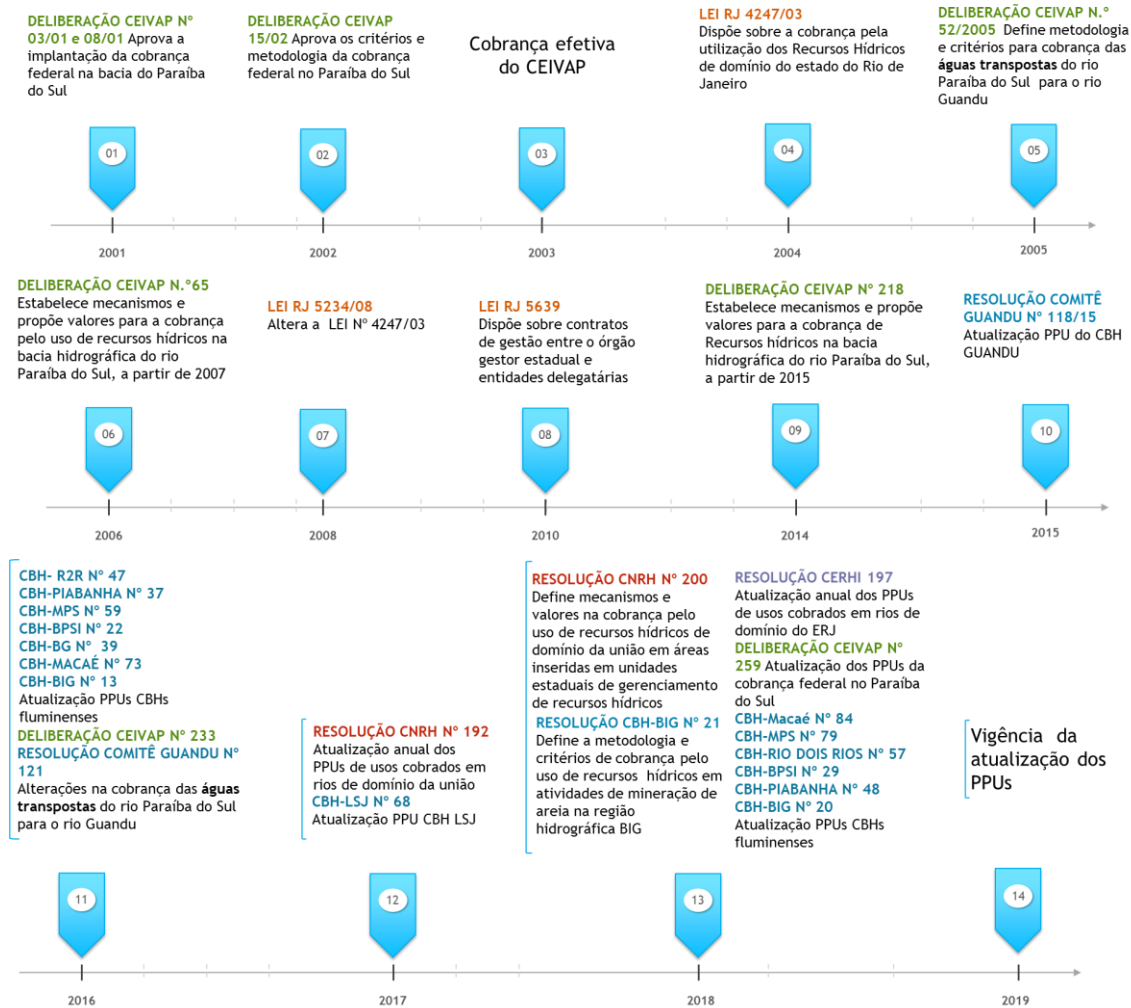 DELIBERAÇÃO CEIVAP Nº
03/01 e 08/01 Aprova a
implantação da cobrança
federal na bacia do Paraíba
do Sul
DELIBERAÇÃO CEIVAP
15/02 Aprova os critérios e
metodologia da cobrança
federal no Paraíba do Sul
Cobrança efetiva
do CEIVAP
LEI RJ 4247/03
Dispõe sobre a cobrança pela
utilização dos Recursos Hídricos
de domínio do estado do Rio de
Janeiro
DELIBERAÇÃO CEIVAP N.°
52/2005 Define metodologia
e critérios para cobrança das
águas transpostas do rio
Paraíba do Sul para o rio
Guandu
01
02
03
04
05
2001
2002
2003
2004
2005
DELIBERAÇÃO CEIVAP N.°65
Estabelece mecanismos e
propõe valores para a cobrança
pelo uso de recursos hídricos na
bacia hidrográfica do rio
Paraíba do Sul, a partir de 2007
LEI RJ 5234/08
Altera a LEI Nº 4247/03
LEI RJ 5639
Dispõe sobre contratos
de gestão entre o órgão
gestor estadual e
entidades delegatárias
DELIBERAÇÃO CEIVAP Nº 218
Estabelece mecanismos e propõe
valores para a cobrança de
Recursos hídricos na bacia
hidrográfica do rio Paraíba do Sul,
a partir de 2015
RESOLUÇÃO COMITÊ
GUANDU Nº 118/15
Atualização PPU do CBH
GUANDU
06
07
08
09
10
2006
2008
2010
2014
2015
CBH- R2R Nº 47
CBH-PIABANHA Nº 37
CBH-MPS Nº 59
CBH-BPSI Nº 22
CBH-BG Nº 39
CBH-MACAÉ Nº 73
CBH-BIG Nº 13
Atualização PPUs CBHs
fluminenses
DELIBERAÇÃO CEIVAP Nº 233
RESOLUÇÃO COMITÊ GUANDU Nº
121
Alterações na cobrança das águas
transpostas do rio Paraíba do Sul
para o rio Guandu
RESOLUÇÃO CNRH Nº 192
Atualização anual dos
PPUs de usos cobrados em
rios de domínio da união
CBH-LSJ Nº 68
Atualização PPU CBH LSJ
RESOLUÇÃO CNRH Nº 200
Define mecanismos e
valores na cobrança pelo
uso de recursos hídricos de
domínio da união em áreas
inseridas em unidades
estaduais de gerenciamento
de recursos hídricos
RESOLUÇÃO CBH-BIG Nº 21
Define a metodologia e
critérios de cobrança pelo
uso de recursos hídricos em
atividades de mineração de
areia na região
hidrográfica BIG
RESOLUÇÃO CERHI 197
Atualização anual dos PPUs
de usos cobrados em rios de
domínio do ERJ
DELIBERAÇÃO CEIVAP Nº
259 Atualização dos PPUs da
cobrança federal no Paraíba
do Sul
CBH-Macaé Nº 84
CBH-MPS Nº 79
CBH-RIO DOIS RIOS Nº 57
CBH-BPSI Nº 29
CBH-PIABANHA Nº 48
CBH-BIG Nº 20
Atualização PPUs CBHs
fluminenses
Vigência da
atualização dos
PPUs
11
12
13
14
2016
2017
2018
2019